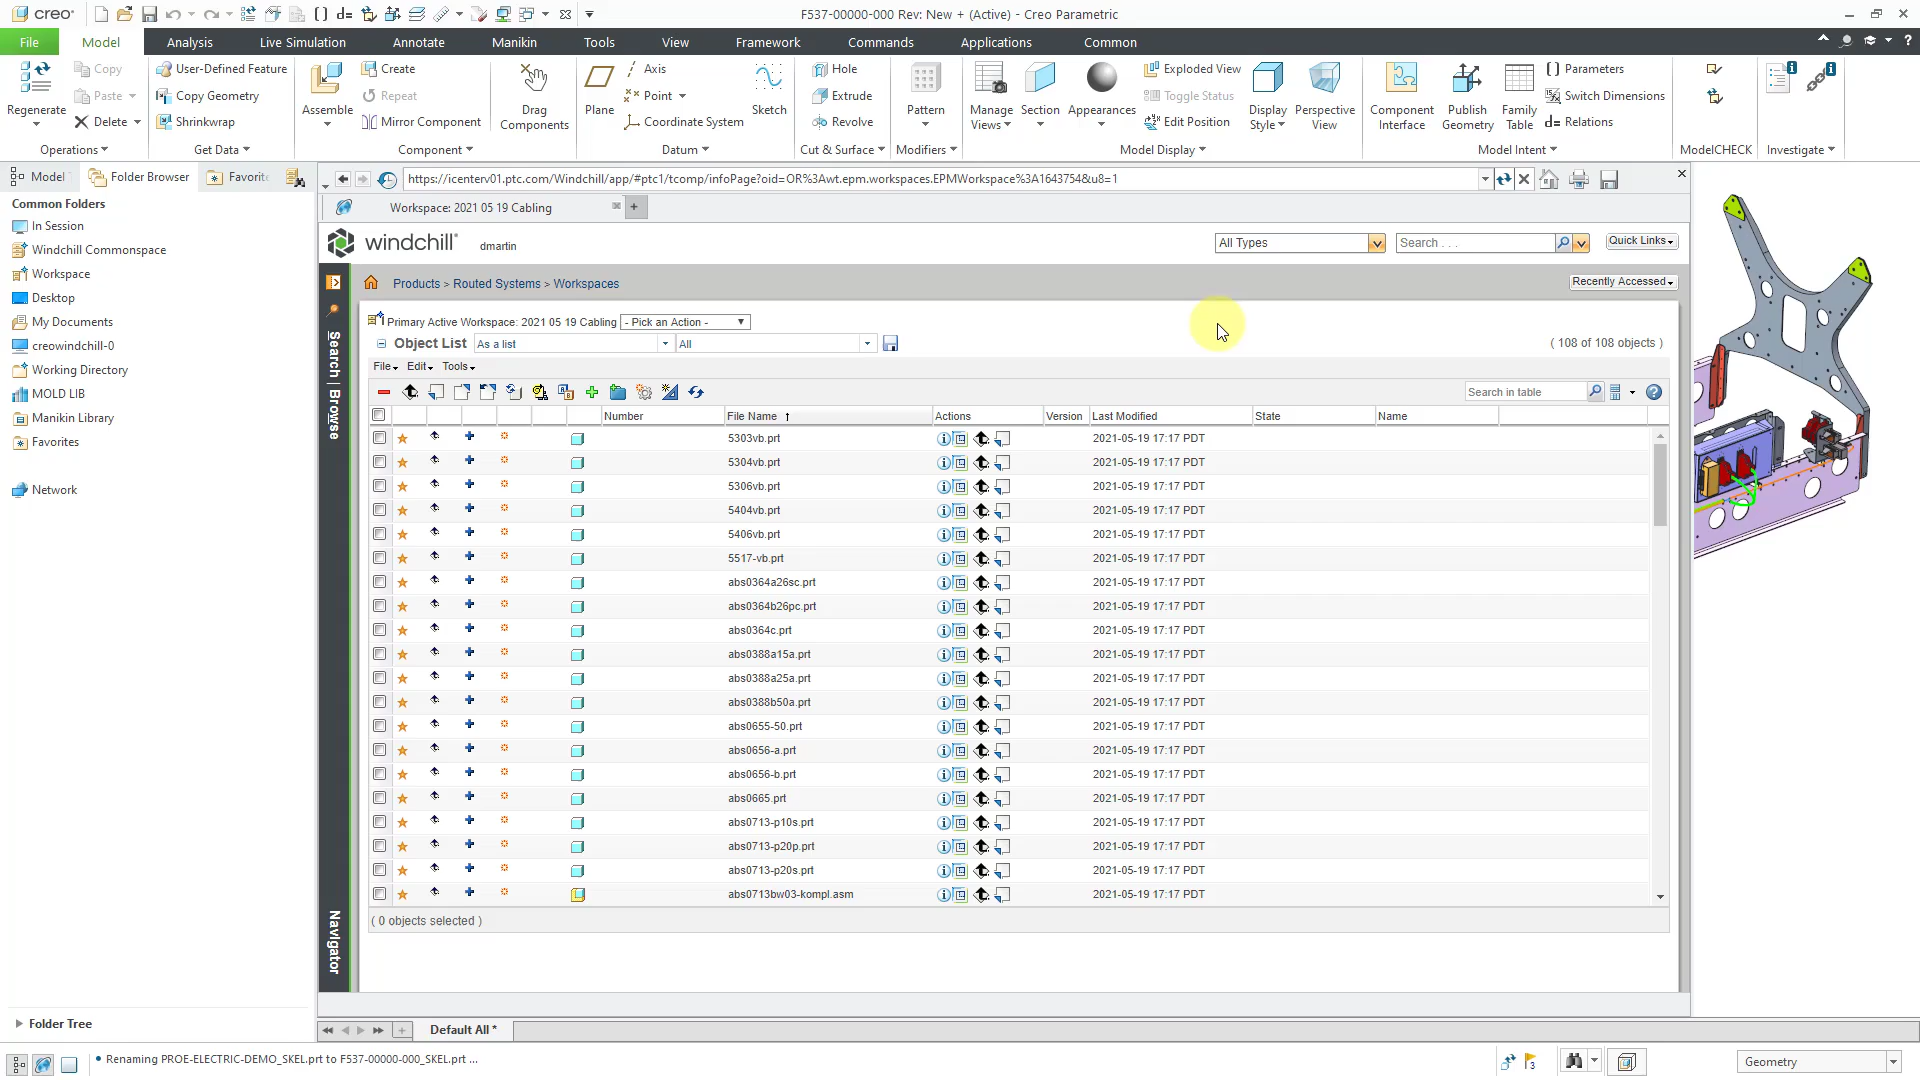 creo°
F537-00000-000 Rev: New + (Active) - Creo Parametric
File Model Analysis Live Simulation Annotate Manikin Tools View Framework Commands Applications Common
Regenerate
Copy
Paste
Delete
Operations
User-Defined Feature
Copy Geometry
Shrinkwrap
Get Data
Assemble
Create
Repeat
Mirror Component
Component
Drag Components
Plane
Axis
Point
Coordinate System
Sketch
Datum
Hole
Extrude
Revolve
Cut & Surface
Pattern
Modifiers
Manage Views
Section
Appearances
Exploded View
Toggle Status
Edit Position
Display Style
Perspective View
Model Display
Component Interface
Publish Geometry
Family Table
Parameters
Switch Dimensions
d= Relations
Model Intent
ModelCHECK
Investigate
Model Folder Browser Favorit
https://icenterv01.ptc.com/Windchill/app/#ptc1/tcomp/infoPage?oid=OR%3Awt.epm.workspaces.EPMWorkspace%3A1643754&u8=1
Workspace: 2021 05 19 Cabling
Common Folders
In Session
Windchill Commonspace
Workspace
Desktop
My Documents
creowindchill-0
Working Directory
MOLD LIB
Manikin Library
Favorites
Network
Folder Tree
windchill dmartin
All Types
Search . . .
Quick Links
Products > Routed Systems > Workspaces
Recently Accessed
Search | Browse
Navigator
Primary Active Workspace: 2021 05 19 Cabling - Pick an Action -
Object List As a list All ( 108 of 108 objects )
File Edit Tools
Search in table
Number File Name Actions Version Last Modified State Name
5303vb.prt 2021-05-19 17:17 PDT
5304vb.prt 2021-05-19 17:17 PDT
5306vb.prt 2021-05-19 17:17 PDT
5404vb.prt 2021-05-19 17:17 PDT
5406vb.prt 2021-05-19 17:17 PDT
5517-vb.prt 2021-05-19 17:17 PDT
abs0364a26sc.prt 2021-05-19 17:17 PDT
abs0364b26pc.prt 2021-05-19 17:17 PDT
abs0364c.prt 2021-05-19 17:17 PDT
abs0388a15a.prt 2021-05-19 17:17 PDT
abs0388a25a.prt 2021-05-19 17:17 PDT
abs0388b50a.prt 2021-05-19 17:17 PDT
abs0655-50.prt 2021-05-19 17:17 PDT
abs0656-a.prt 2021-05-19 17:17 PDT
abs0656-b.prt 2021-05-19 17:17 PDT
abs0665.prt 2021-05-19 17:17 PDT
abs0713-p10s.prt 2021-05-19 17:17 PDT
abs0713-p20p.prt 2021-05-19 17:17 PDT
abs0713-p20s.prt 2021-05-19 17:17 PDT
abs0713bw03-kompl.asm 2021-05-19 17:17 PDT
( 0 objects selected )
Default All *
• Renaming PROE-ELECTRIC-DEMO_SKEL.prt to F537-00000-000_SKEL.prt ...
3
Geometry